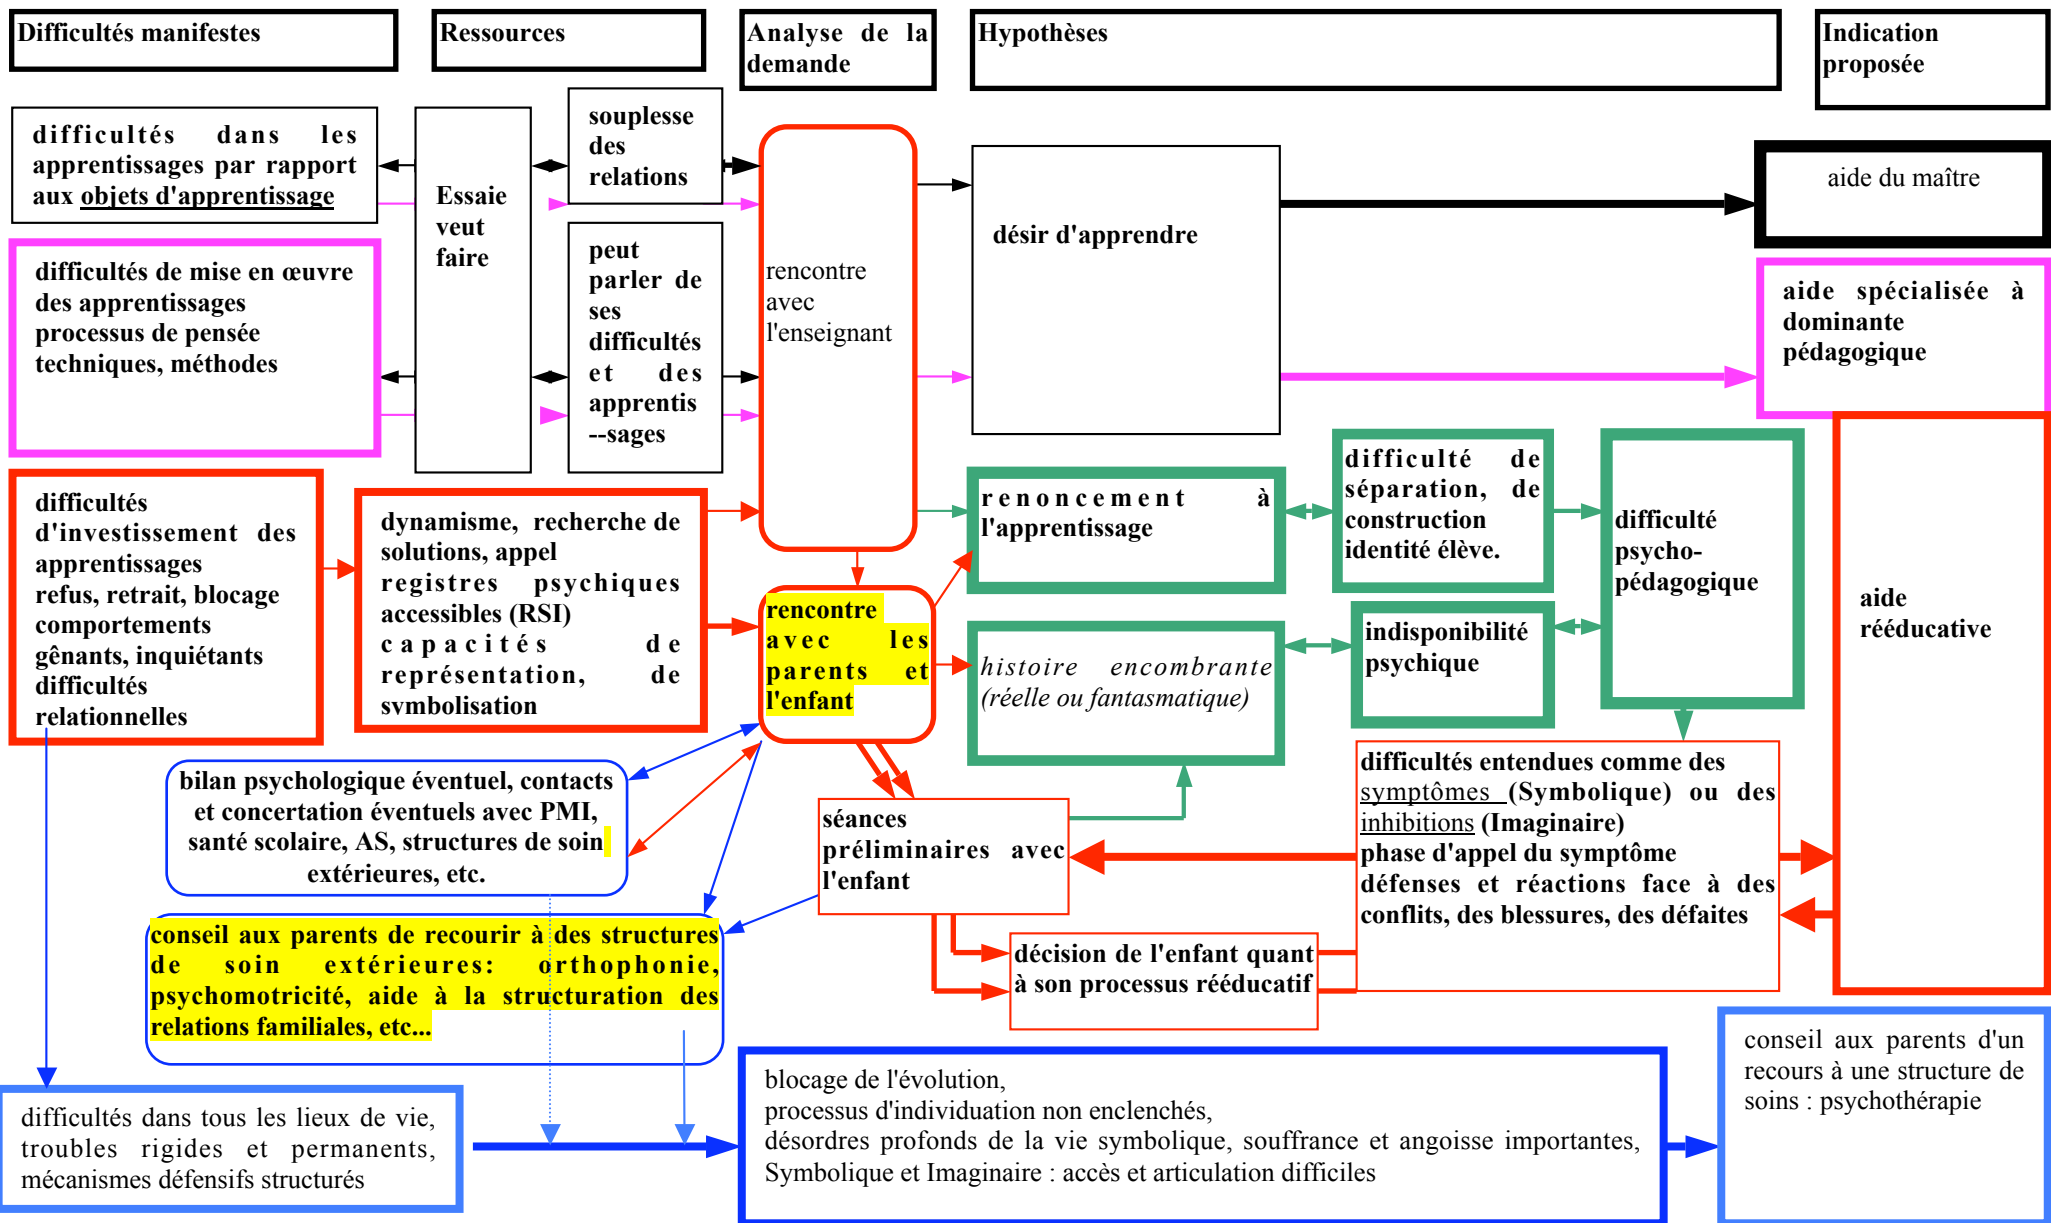 Difficultés manifestes
Ressources
Analyse de la
demande
Hypothèses
Indication
proposée
difficultés dans les
apprentissages par rapport
aux objets d'apprentissage
Essaie
veut
faire
souplesse
des
relations
peut
parler de
ses
difficultés
et des
apprentis
--sages
rencontre
avec
l'enseignant
désir d'apprendre
aide du maître
difficultés de mise en œuvre
des apprentissages
processus de pensée
techniques, méthodes
aide spécialisée à
dominante
pédagogique
difficultés
d'investissement des
apprentissages
refus, retrait, blocage
comportements
gênants, inquiétants
difficultés
relationnelles
dynamisme, recherche de
solutions, appel
registres psychiques
accessibles (RSI)
capacités de
représentation, de
symbolisation
rencontre
avec les
parents et
l'enfant
renoncement à
l'apprentissage
difficulté de
séparation, de
construction
identité élève.
difficulté
psycho-
pédagogique
histoire encombrante
(réelle ou fantasmatique)
indisponibilité
psychique
aide
rééducative
bilan psychologique éventuel, contacts
et concertation éventuels avec PMI,
santé scolaire, AS, structures de soin
extérieures, etc.
séances
préliminaires avec
l'enfant
difficultés entendues comme des
symptômes (Symbolique) ou des
inhibitions (Imaginaire)
phase d'appel du symptôme
défenses et réactions face à des
conflits, des blessures, des défaites
conseil aux parents de recourir à des structures
de soin extérieures: orthophonie,
psychomotricité, aide à la structuration des
relations familiales, etc...
décision de l'enfant quant
à son processus rééducatif
difficultés dans tous les lieux de vie,
troubles rigides et permanents,
mécanismes défensifs structurés
blocage de l'évolution,
processus d'individuation non enclenchés,
désordres profonds de la vie symbolique, souffrance et angoisse importantes,
Symbolique et Imaginaire : accès et articulation difficiles
conseil aux parents d'un
recours à une structure de
soins : psychothérapie